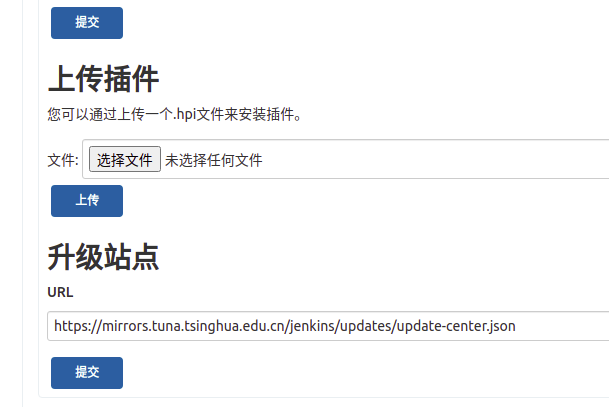 提交
上传插件
您可以通过上传一个.hpi文件来安装插件。
文件: 选择文件 未选择任何文件
上传
升级站点
URL
https://mirrors.tuna.tsinghua.edu.cn/jenkins/updates/update-center.json
提交